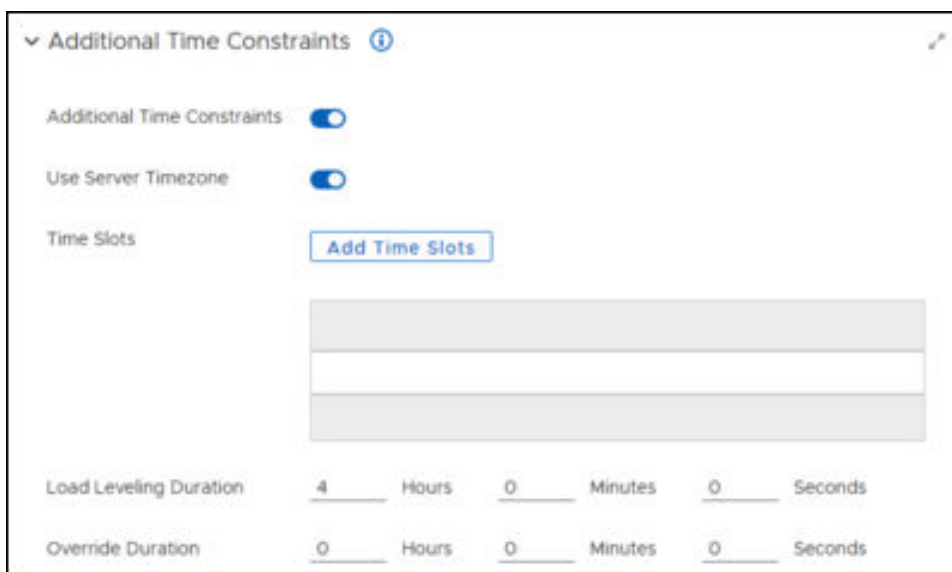 Additional Time Constraints
Additional Time Constraints
Use Server Timezone
Time Slots Add Time Slots
Load Leveling Duration 4 Hours 0 Minutes 0 Seconds
Override Duration 0 Hours 0 Minutes 0 Seconds